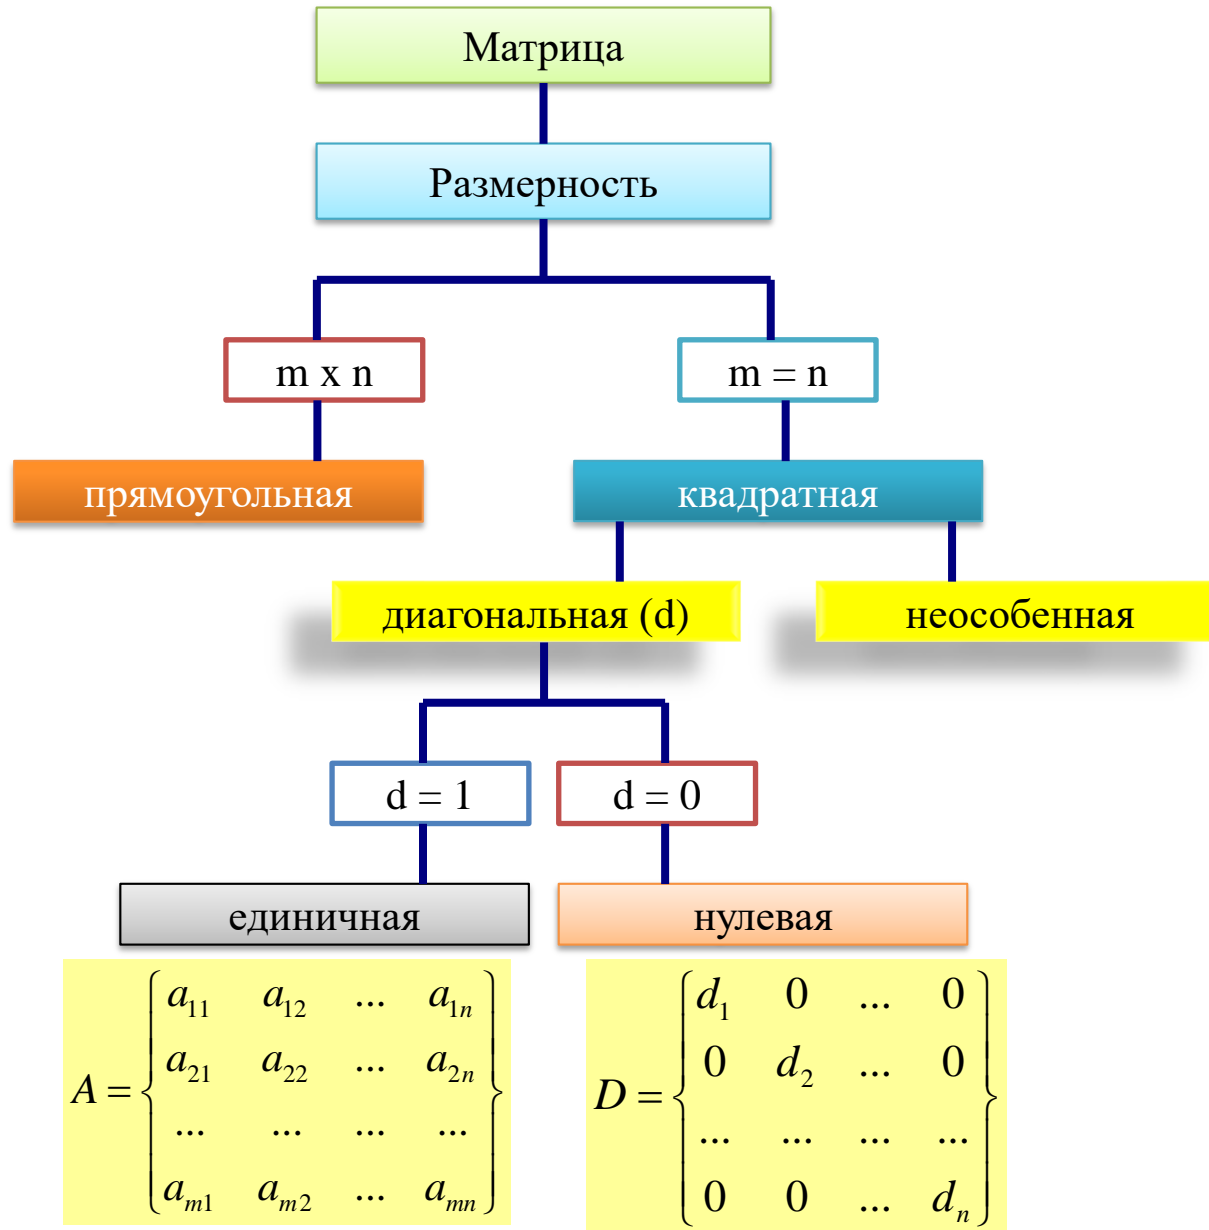 Матрица
Размерность
m x n
m = n
прямоугольная
квадратная
диагональная (d)
неособенная
d = 1
d = 0
единичная
нулевая
A = { a₁₁ a₁₂ ... a₁ₙ
a₂₁ a₂₂ ... a₂ₙ
... ... ... ...
aₘ₁ aₘ₂ ... aₘₙ }
D = { d₁ 0 ... 0
0 d₂ ... 0
... ... ... ...
0 0 ... dₙ }